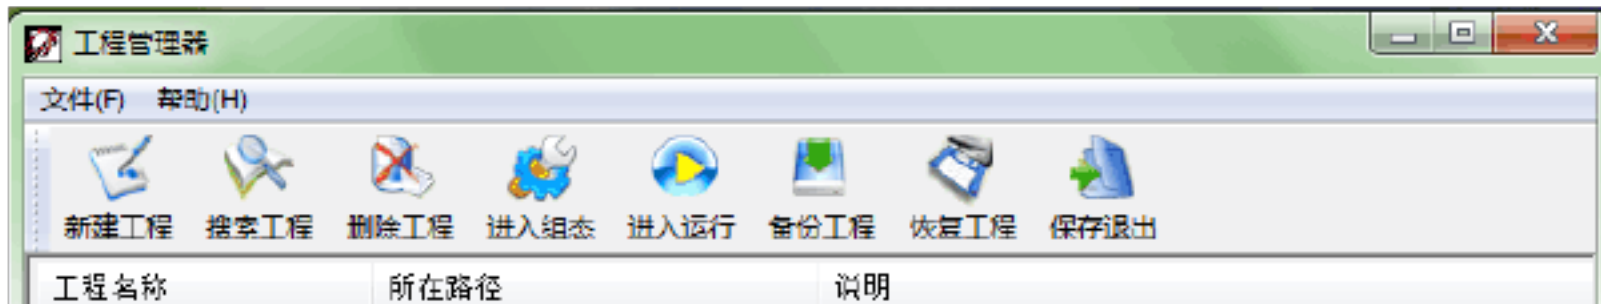 工程管理器
文件(F) 帮助(H)
新建工程 搜索工程 删除工程 进入组态 进入运行 备份工程 恢复工程 保存退出
工程名称 所在路径 说明